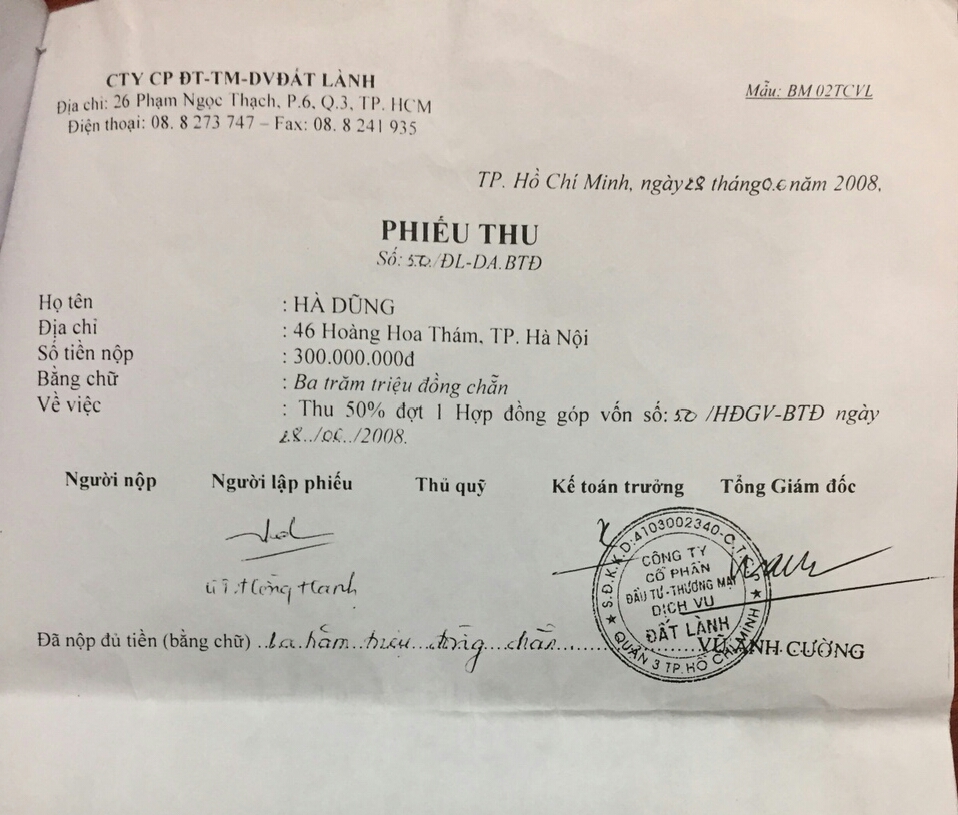 CTY CP ĐT-TM-DVĐẤT LÀNH
Địa chỉ: 26 Phạm Ngọc Thạch, P.6, Q.3, TP. HCM
Điện thoại: 08. 8 273 747 – Fax: 08. 8 241 935
Mẫu: BM 02TCVL
TP. Hồ Chí Minh, ngày 28 tháng 0.6 năm 2008.
PHIẾU THU
Số: 50./ĐL-DA.BTĐ
Họ tên : HÀ DŨNG
Địa chỉ : 46 Hoàng Hoa Thám, TP. Hà Nội
Số tiền nộp : 300.000.000đ
Bằng chữ : Ba trăm triệu đồng chẵn
Về việc : Thu 50% đợt 1 Hợp đồng góp vốn số: 50 /HĐGV-BTĐ ngày
28../06../2008.
Người nộp Người lập phiếu Thủ quỹ Kế toán trưởng Tổng Giám đốc
S.Đ.K.K.D:4103002340-C.T.C.P
CÔNG TY
CỔ PHẦN
ĐẦU TƯ-THƯƠNG MẠI
DỊCH VỤ
ĐẤT LÀNH
QUẬN 3 TP.HỒ CHÍ MINH
Hồng Hạnh
Đã nộp đủ tiền (bằng chữ) ..ba trăm triệu đồng chẵn............
VŨ ANH CƯỜNG